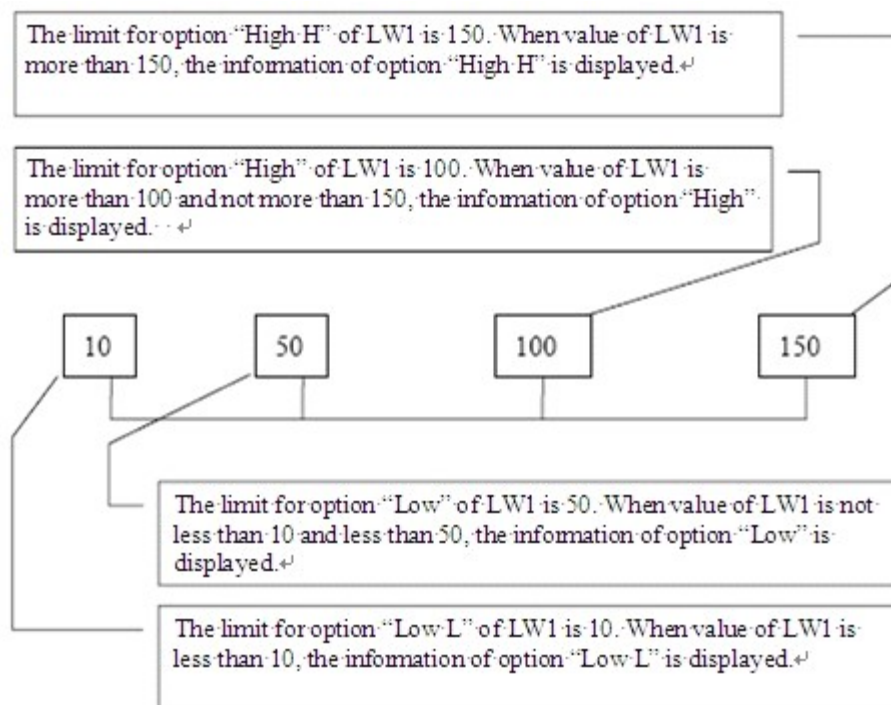 The limit for option “High H” of LW1 is 150. When value of LW1 is
more than 150, the information of option “High H” is displayed.↵
The limit for option “High” of LW1 is 100. When value of LW1 is
more than 100 and not more than 150, the information of option “High”
is displayed. ↵
10 50 100 150
The limit for option “Low” of LW1 is 50. When value of LW1 is not
less than 10 and less than 50, the information of option “Low” is
displayed.↵
The limit for option “Low L” of LW1 is 10. When value of LW1 is
less than 10, the information of option “Low L” is displayed.↵